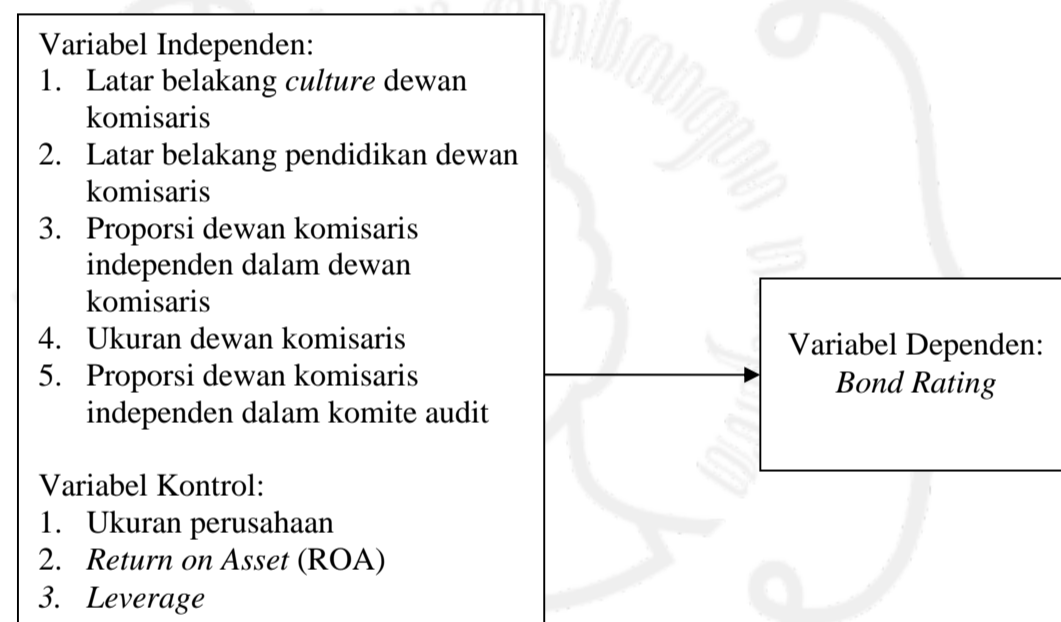 Variabel Independen:
1. Latar belakang culture dewan
komisaris
2. Latar belakang pendidikan dewan
komisaris
3. Proporsi dewan komisaris
independen dalam dewan
komisaris
4. Ukuran dewan komisaris
5. Proporsi dewan komisaris
independen dalam komite audit
Variabel Kontrol:
1. Ukuran perusahaan
2. Return on Asset (ROA)
3. Leverage
Variabel Dependen:
Bond Rating